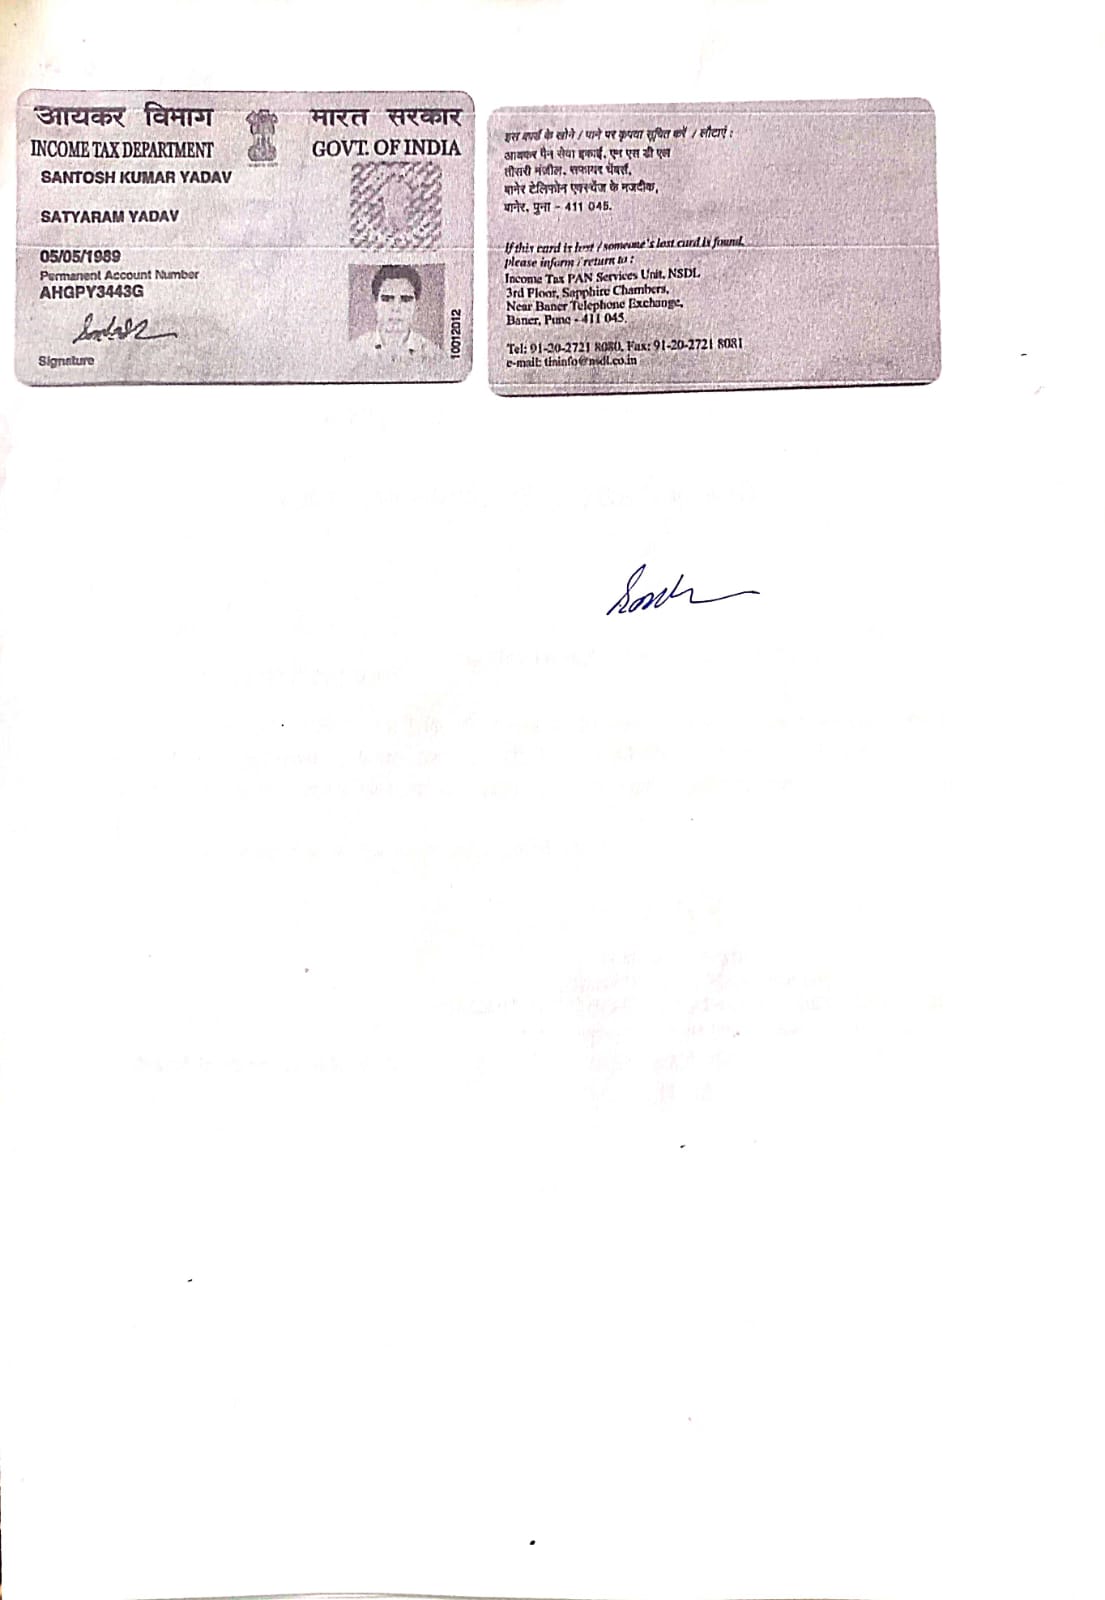 आयकर विभाग
INCOME TAX DEPARTMENT
भारत सरकार
GOVT. OF INDIA
SANTOSH KUMAR YADAV
SATYARAM YADAV
05/05/1989
Permanent Account Number
AHGPY3443G
Signature
10012012
इस कार्ड के खोने / पाने पर कृपया सूचित करें / लौटाएं :
आयकर पैन सेवा इकाई, एन एस डी एल
तीसरी मंज़ील, सफायर चेंबर्स,
बानेर टेलिफोन एक्स्चेंज के नजदीक,
बानेर, पुना - 411 045.
If this card is lost / someone's lost card is found,
please inform / return to :
Income Tax PAN Services Unit, NSDL
3rd Floor, Sapphire Chambers,
Near Baner Telephone Exchange,
Baner, Pune - 411 045.
Tel: 91-20-2721 8080, Fax: 91-20-2721 8081
e-mail: tininfo@nsdl.co.in